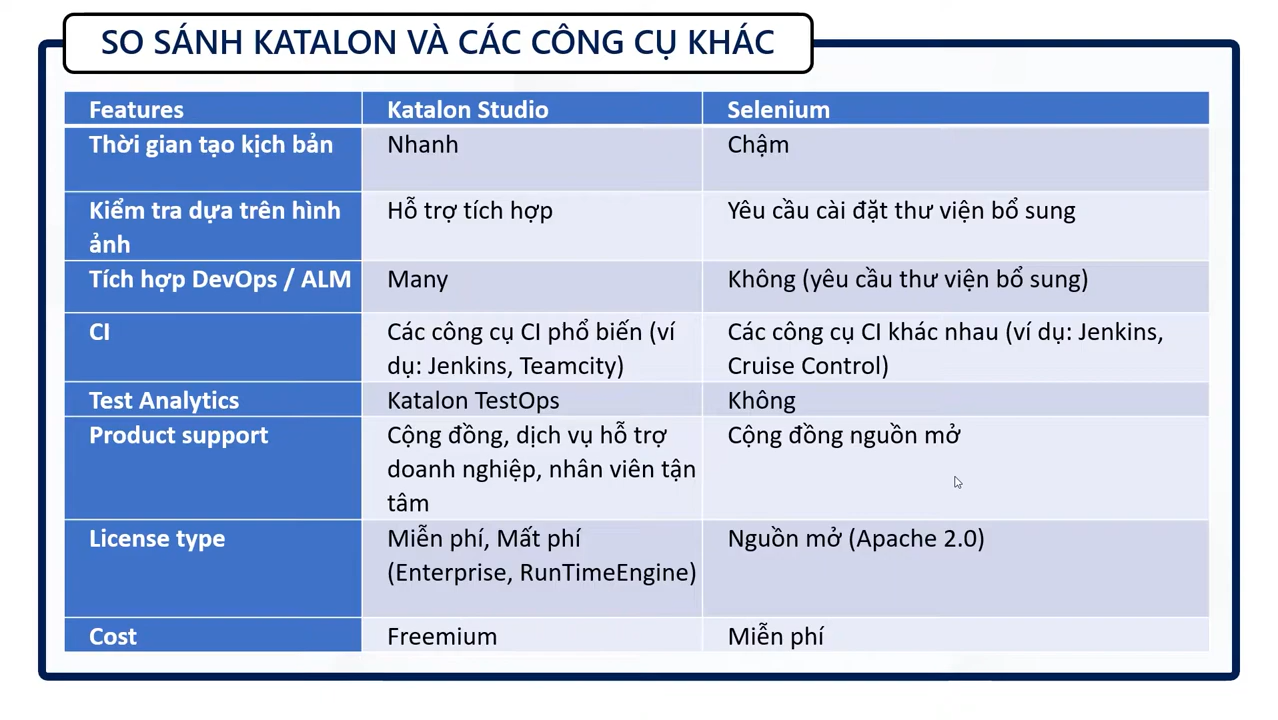 SO SÁNH KATALON VÀ CÁC CÔNG CỤ KHÁC
Features Katalon Studio Selenium
Thời gian tạo kịch bản Nhanh Chậm
Kiểm tra dựa trên hình Hỗ trợ tích hợp Yêu cầu cài đặt thư viện bổ sung
ảnh
Tích hợp DevOps / ALM Many Không (yêu cầu thư viện bổ sung)
CI Các công cụ CI phổ biến (ví Các công cụ CI khác nhau (ví dụ: Jenkins,
dụ: Jenkins, Teamcity) Cruise Control)
Test Analytics Katalon TestOps Không
Product support Cộng đồng, dịch vụ hỗ trợ Cộng đồng nguồn mở
doanh nghiệp, nhân viên tận
tâm
License type Miễn phí, Mất phí Nguồn mở (Apache 2.0)
(Enterprise, RunTimeEngine)
Cost Freemium Miễn phí